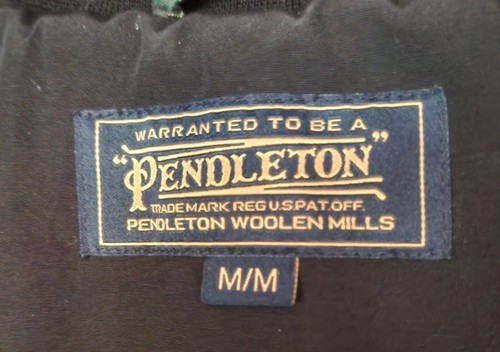 WARRANTED TO BE A
"PENDLETON"
TRADE MARK REG U.S.PAT.OFF.
PENDLETON WOOLEN MILLS
M/M